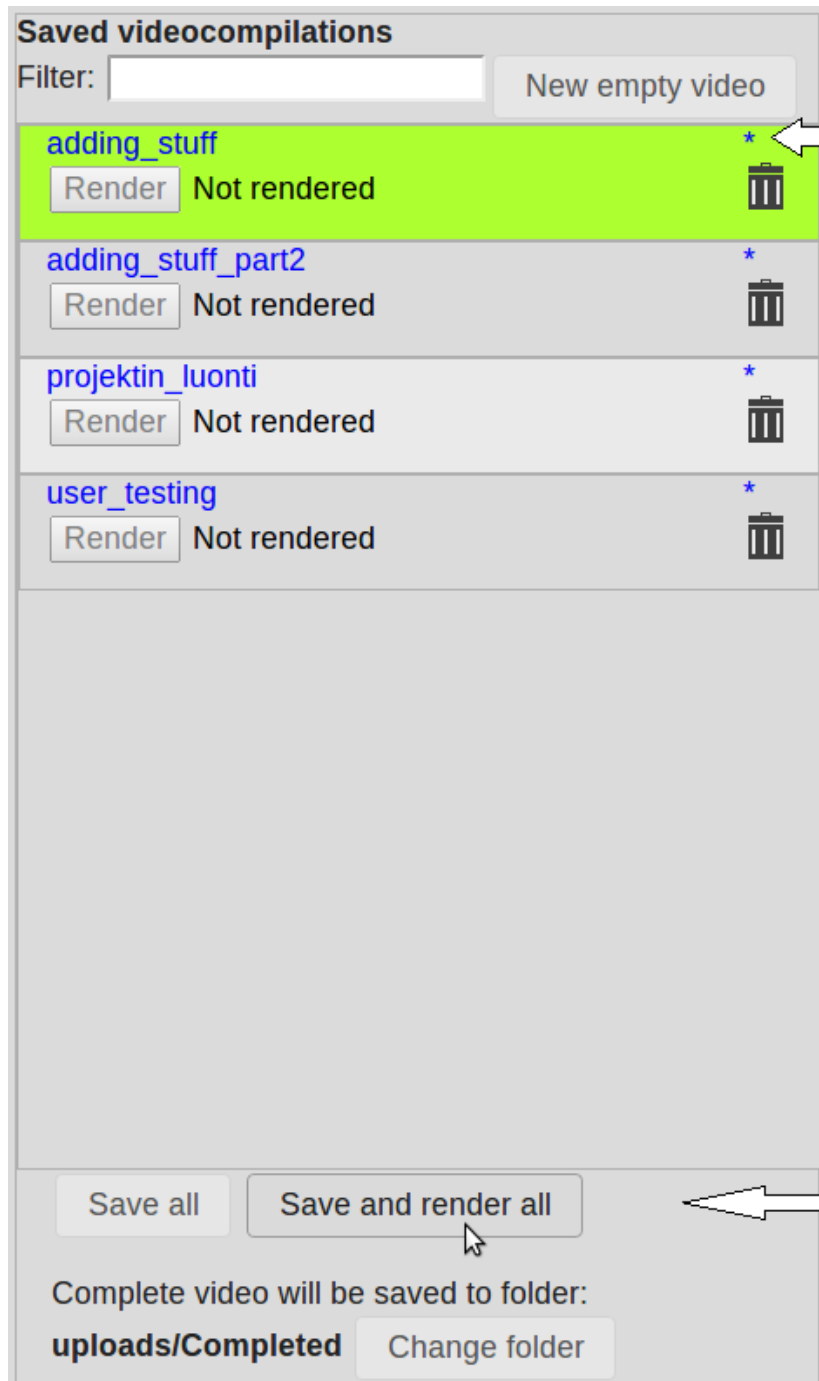 Saved videocompilations
Filter: New empty video
adding_stuff *
Render Not rendered
adding_stuff_part2 *
Render Not rendered
projektin_luonti *
Render Not rendered
user_testing *
Render Not rendered
Save all Save and render all
Complete video will be saved to folder:
uploads/Completed Change folder